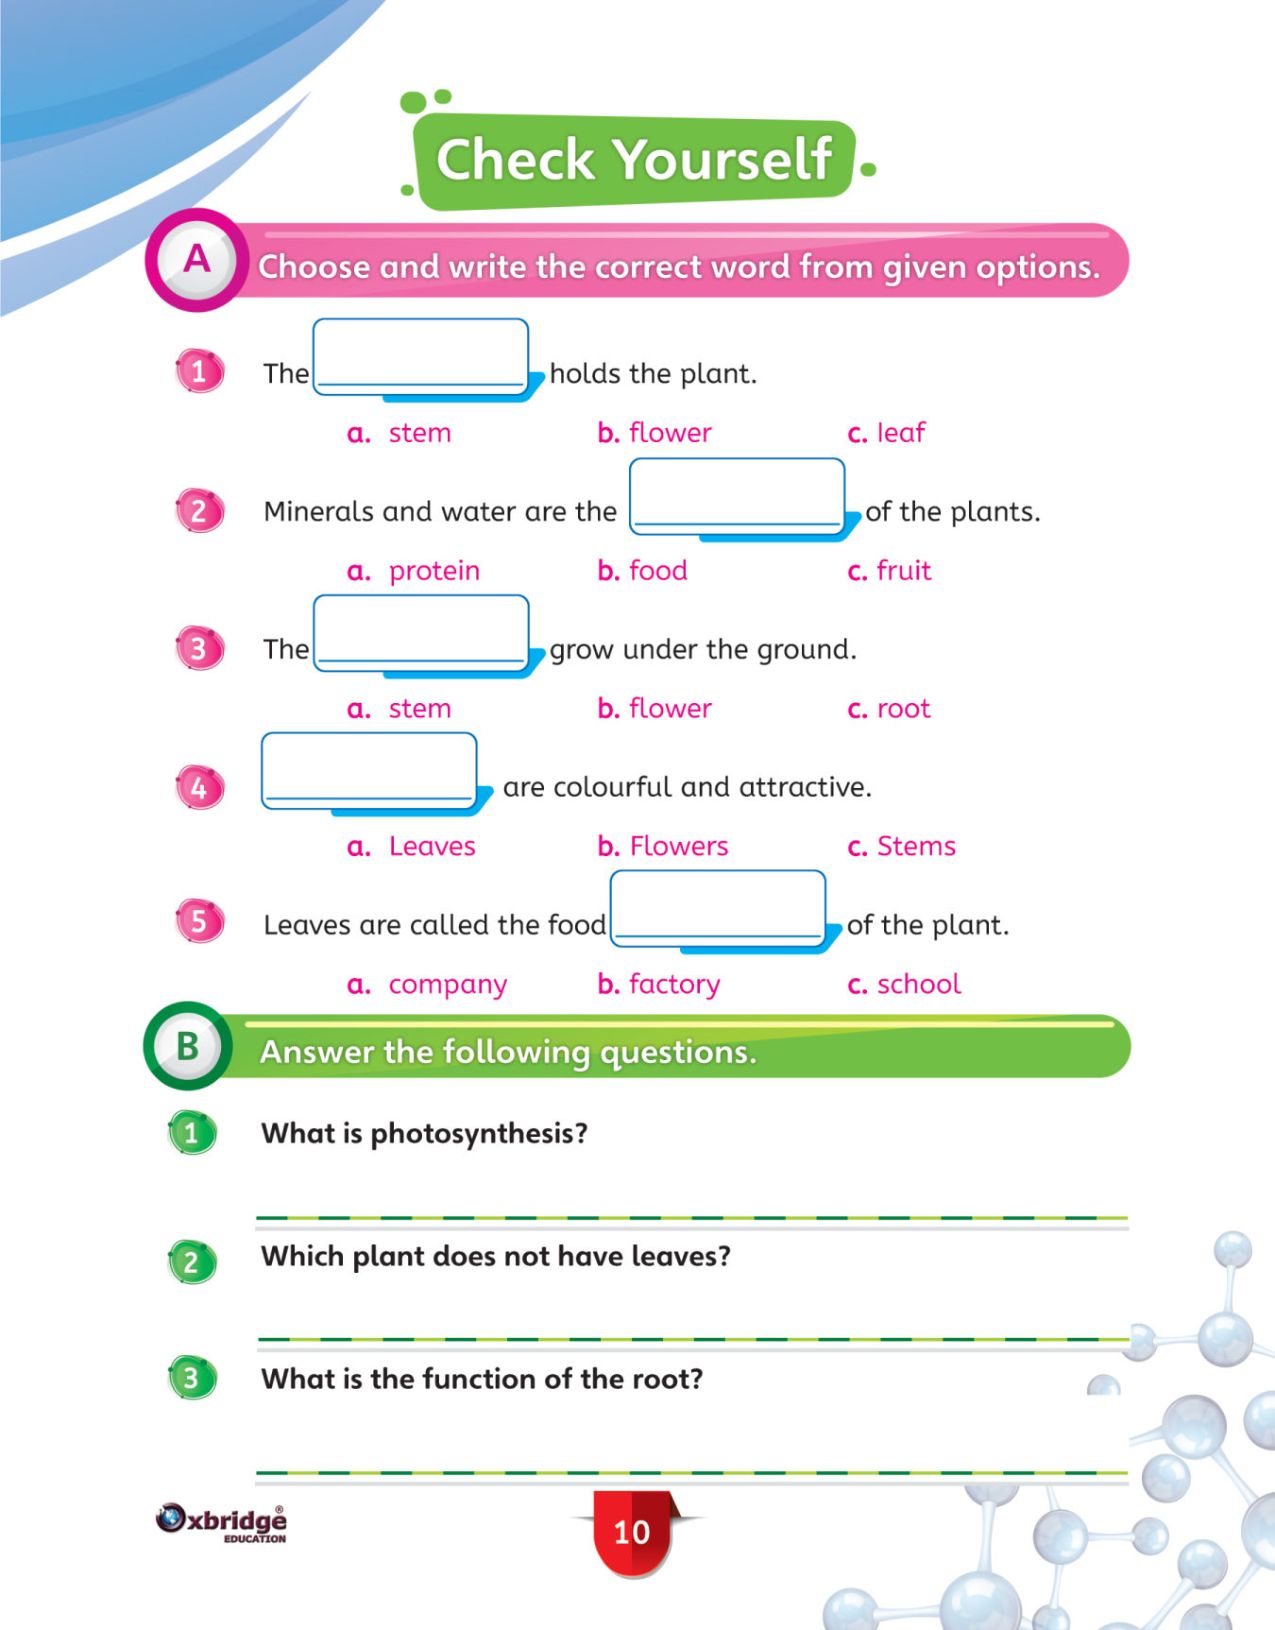 Check Yourself
A
Choose and write the correct word from given options.
1 The holds the plant.
a. stem b. flower c. leaf
2 Minerals and water are the of the plants.
a. protein b. food c. fruit
3 The grow under the ground.
a. stem b. flower c. root
4 are colourful and attractive.
a. Leaves b. Flowers c. Stems
5 Leaves are called the food of the plant.
a. company b. factory c. school
B
Answer the following questions.
1 What is photosynthesis?
2 Which plant does not have leaves?
3 What is the function of the root?
Oxbridge®
EDUCATION
10